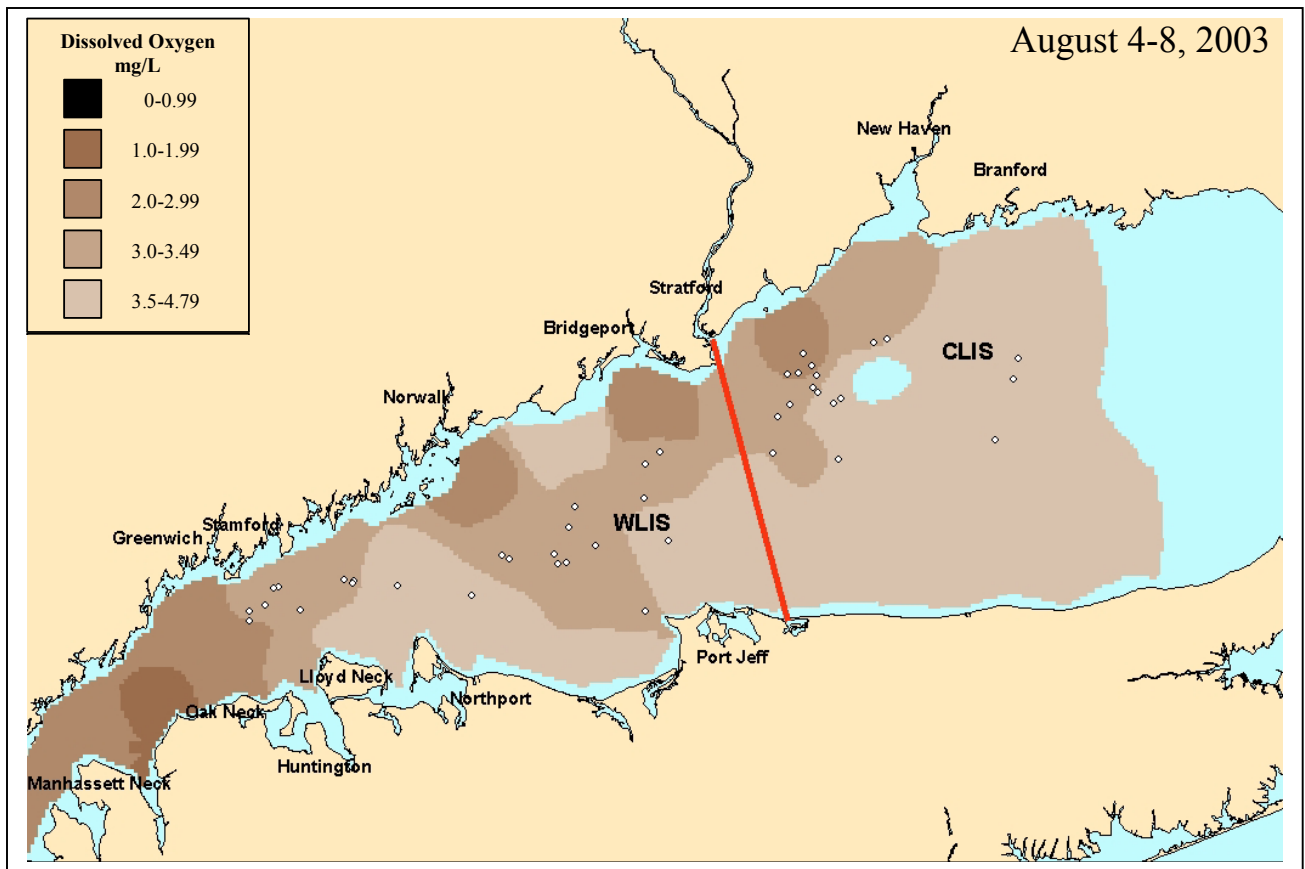 August 4-8, 2003
Dissolved Oxygen
mg/L
0-0.99
1.0-1.99
2.0-2.99
3.0-3.49
3.5-4.79
New Haven
Branford
Stratford
Bridgeport
CLIS
Norwalk
WLIS
Stamford
Greenwich
Port Jeff
Lloyd Neck
Northport
Oak Neck
Huntington
Manhassett Neck